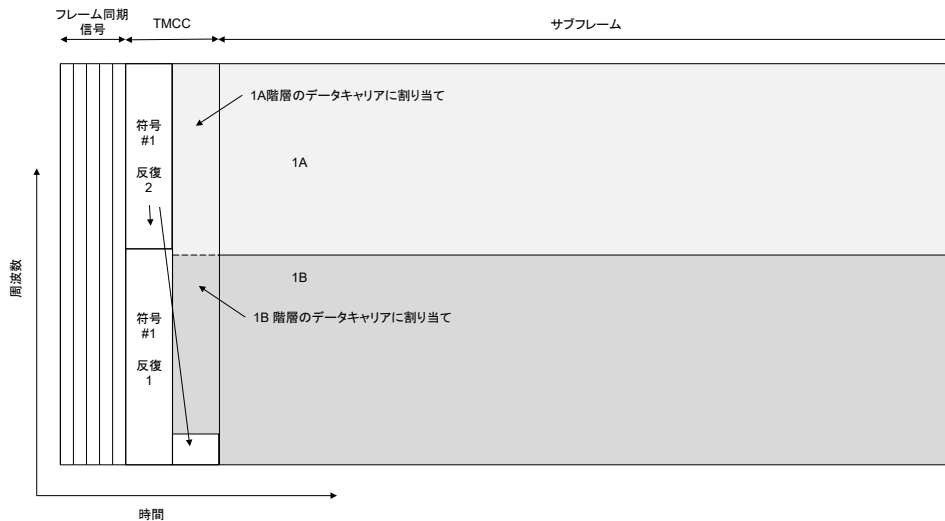 フレーム同期
信号
TMCC
サブフレーム
1A階層のデータキャリアに割り当て
符号
#1
反復
2
1A
1B
1B 階層のデータキャリアに割り当て
符号
#1
反復
1
周波数
時間